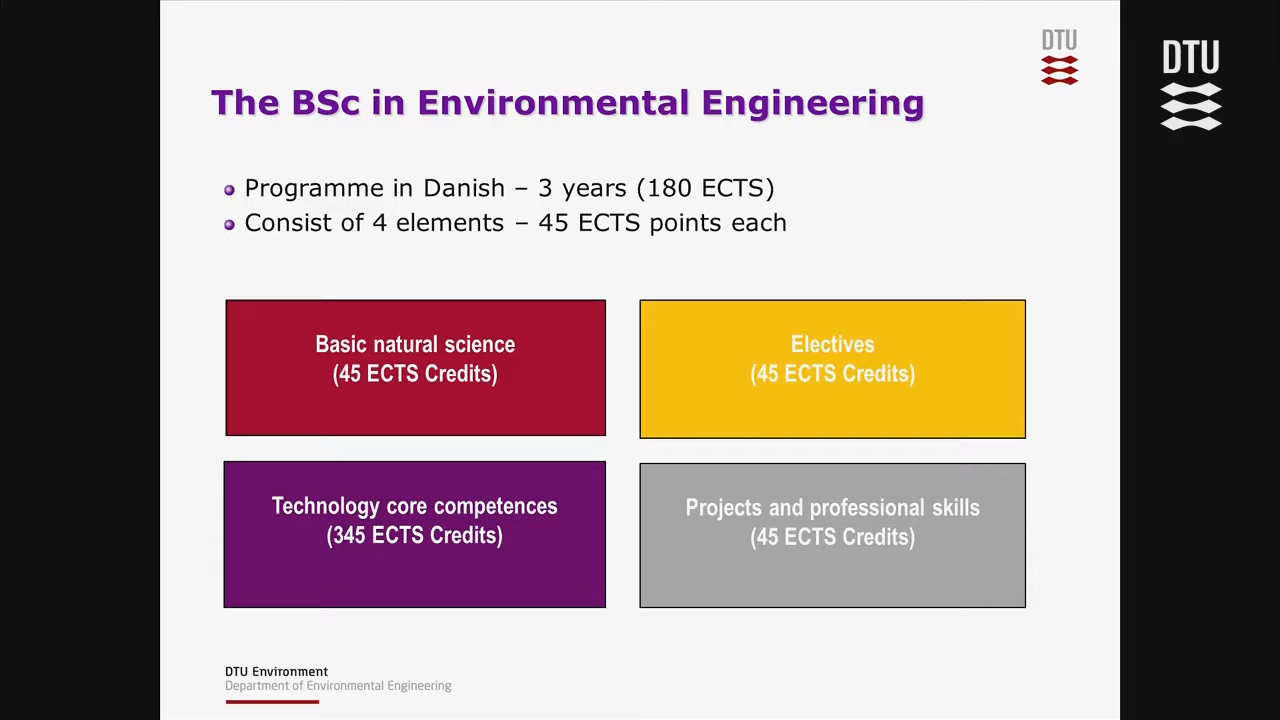 DTU
DTU
The BSc in Environmental Engineering
Programme in Danish – 3 years (180 ECTS)
Consist of 4 elements – 45 ECTS points each
Basic natural science
(45 ECTS Credits)
Electives
(45 ECTS Credits)
Technology core competences
(345 ECTS Credits)
Projects and professional skills
(45 ECTS Credits)
DTU Environment
Department of Environmental Engineering